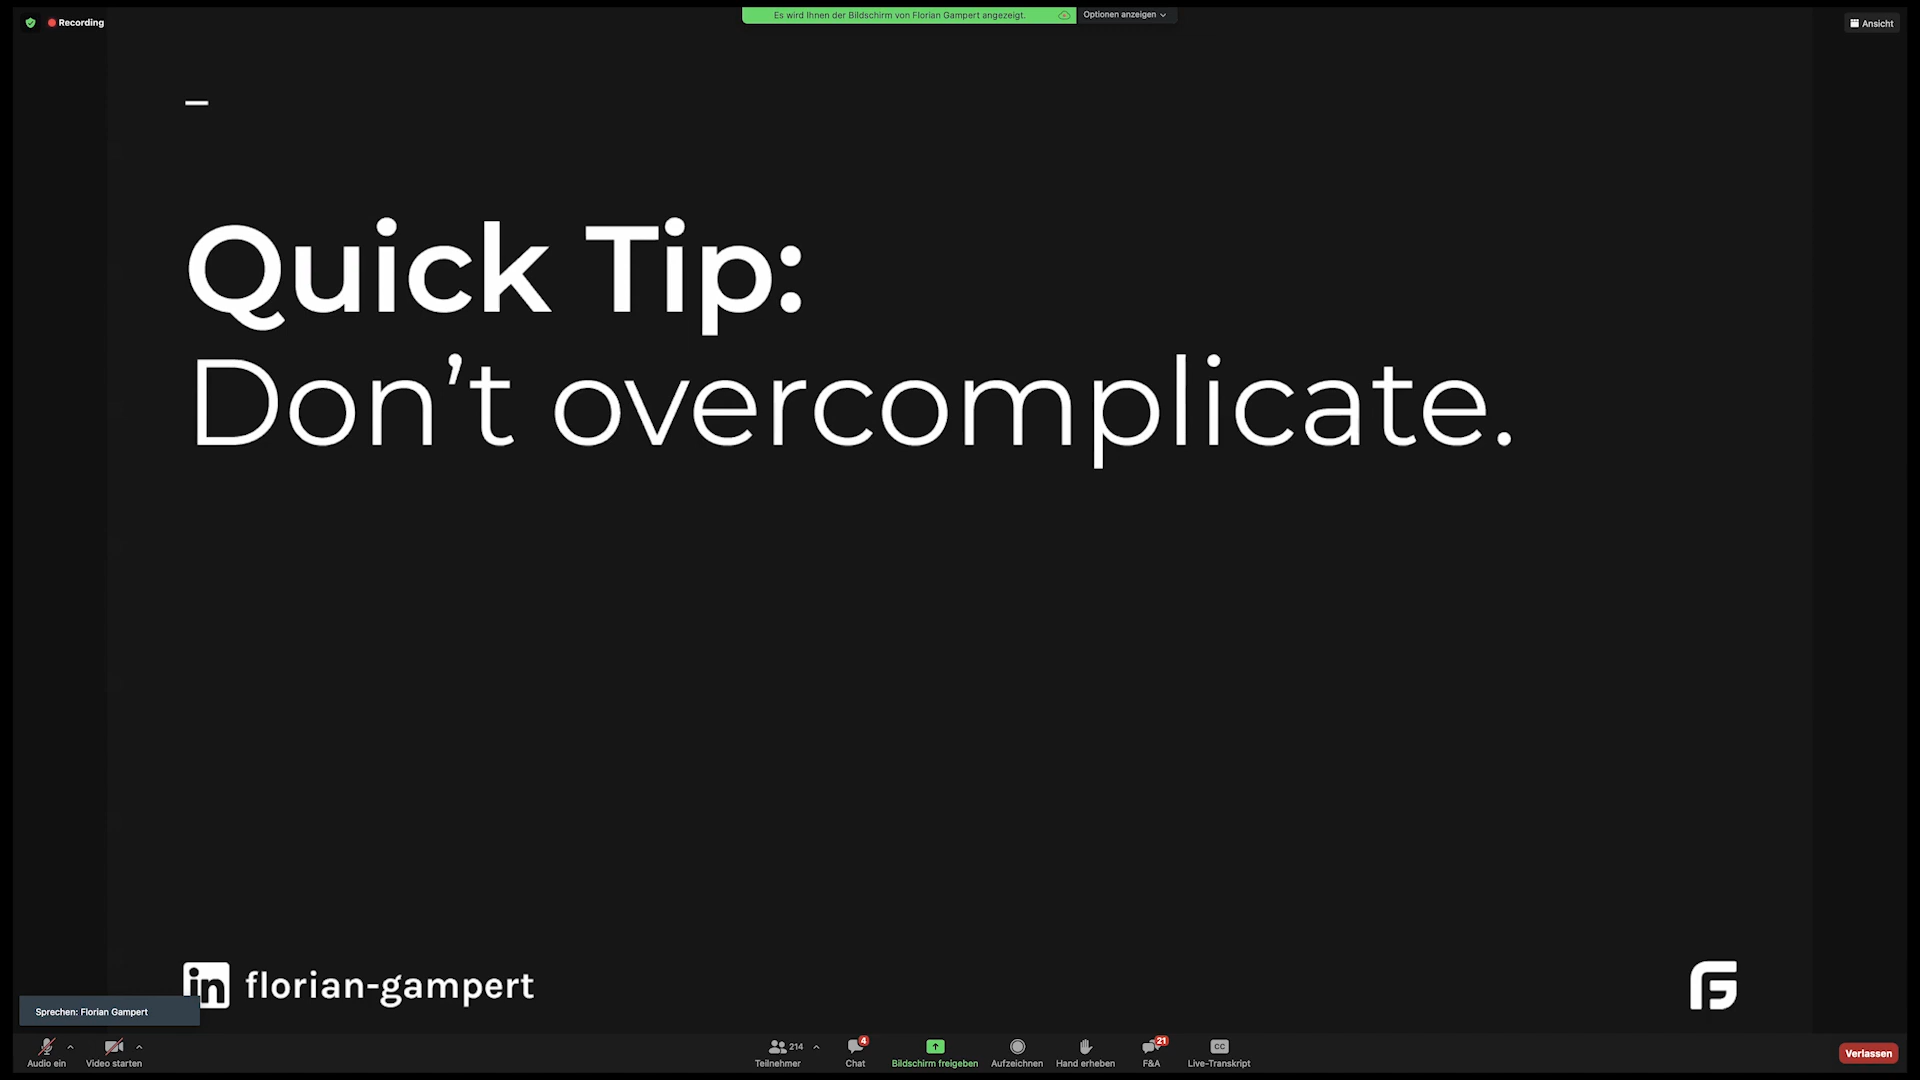 Recording
Es wird Ihnen der Bildschirm von Florian Gampert angezeigt.
Optionen anzeigen
Ansicht
Quick Tip:
Don’t overcomplicate.
in florian-gampert
Sprechen: Florian Gampert
Audio ein
Video starten
214
Teilnehmer
4
Chat
Bildschirm freigeben
Aufzeichnen
Hand erheben
21
F&A
CC
Live-Transkript
Verlassen